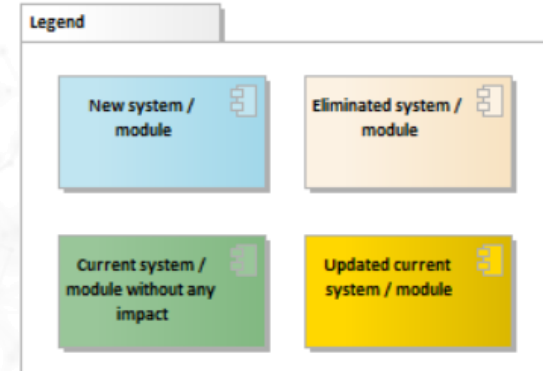 Legend
New system /
module
Eliminated system /
module
Current system /
module without any
impact
Updated current
system / module